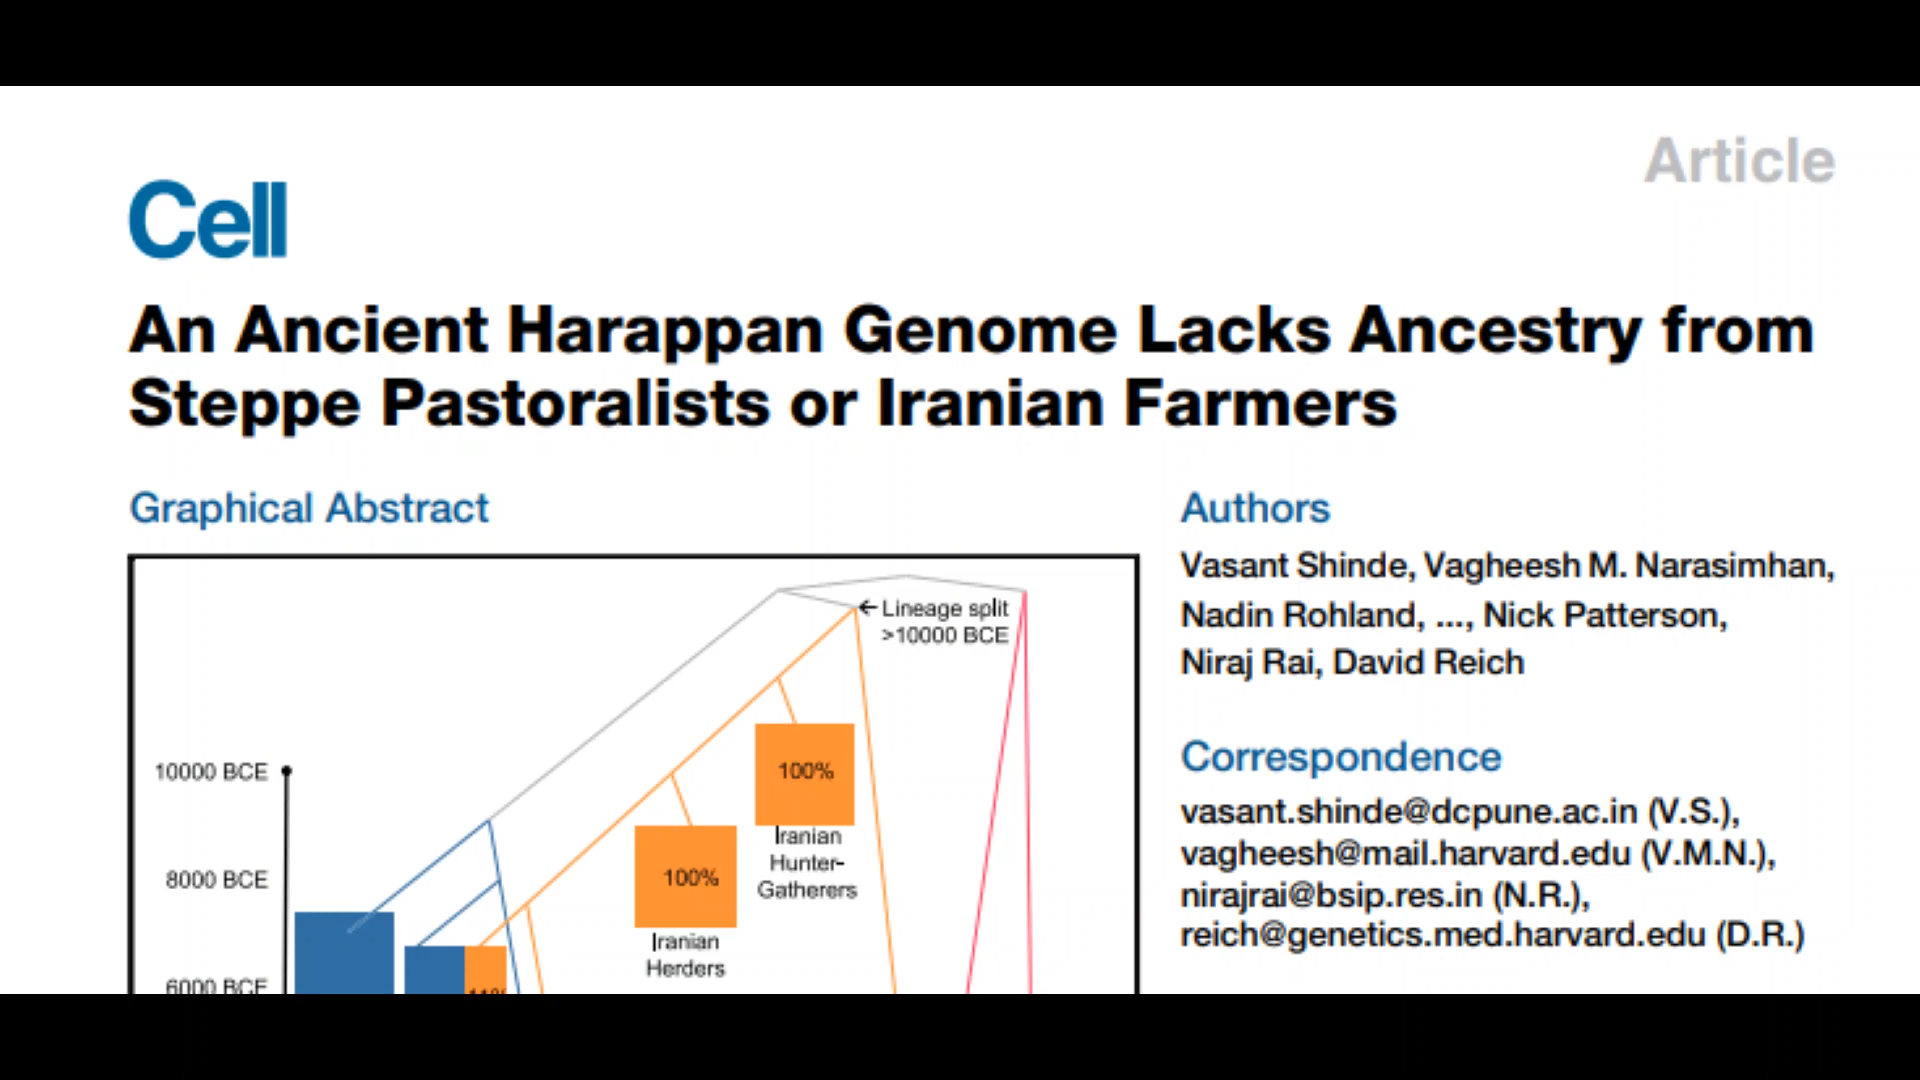 Article
Cell
An Ancient Harappan Genome Lacks Ancestry from
Steppe Pastoralists or Iranian Farmers
Graphical Abstract
←Lineage split
>10000 BCE
100%
Iranian
Hunter-
Gatherers
10000 BCE
100%
Iranian
Herders
8000 BCE
6000 BCE
11%
Authors
Vasant Shinde, Vagheesh M. Narasimhan,
Nadin Rohland, ..., Nick Patterson,
Niraj Rai, David Reich
Correspondence
vasant.shinde@dcpune.ac.in (V.S.),
vagheesh@mail.harvard.edu (V.M.N.),
nirajrai@bsip.res.in (N.R.),
reich@genetics.med.harvard.edu (D.R.)